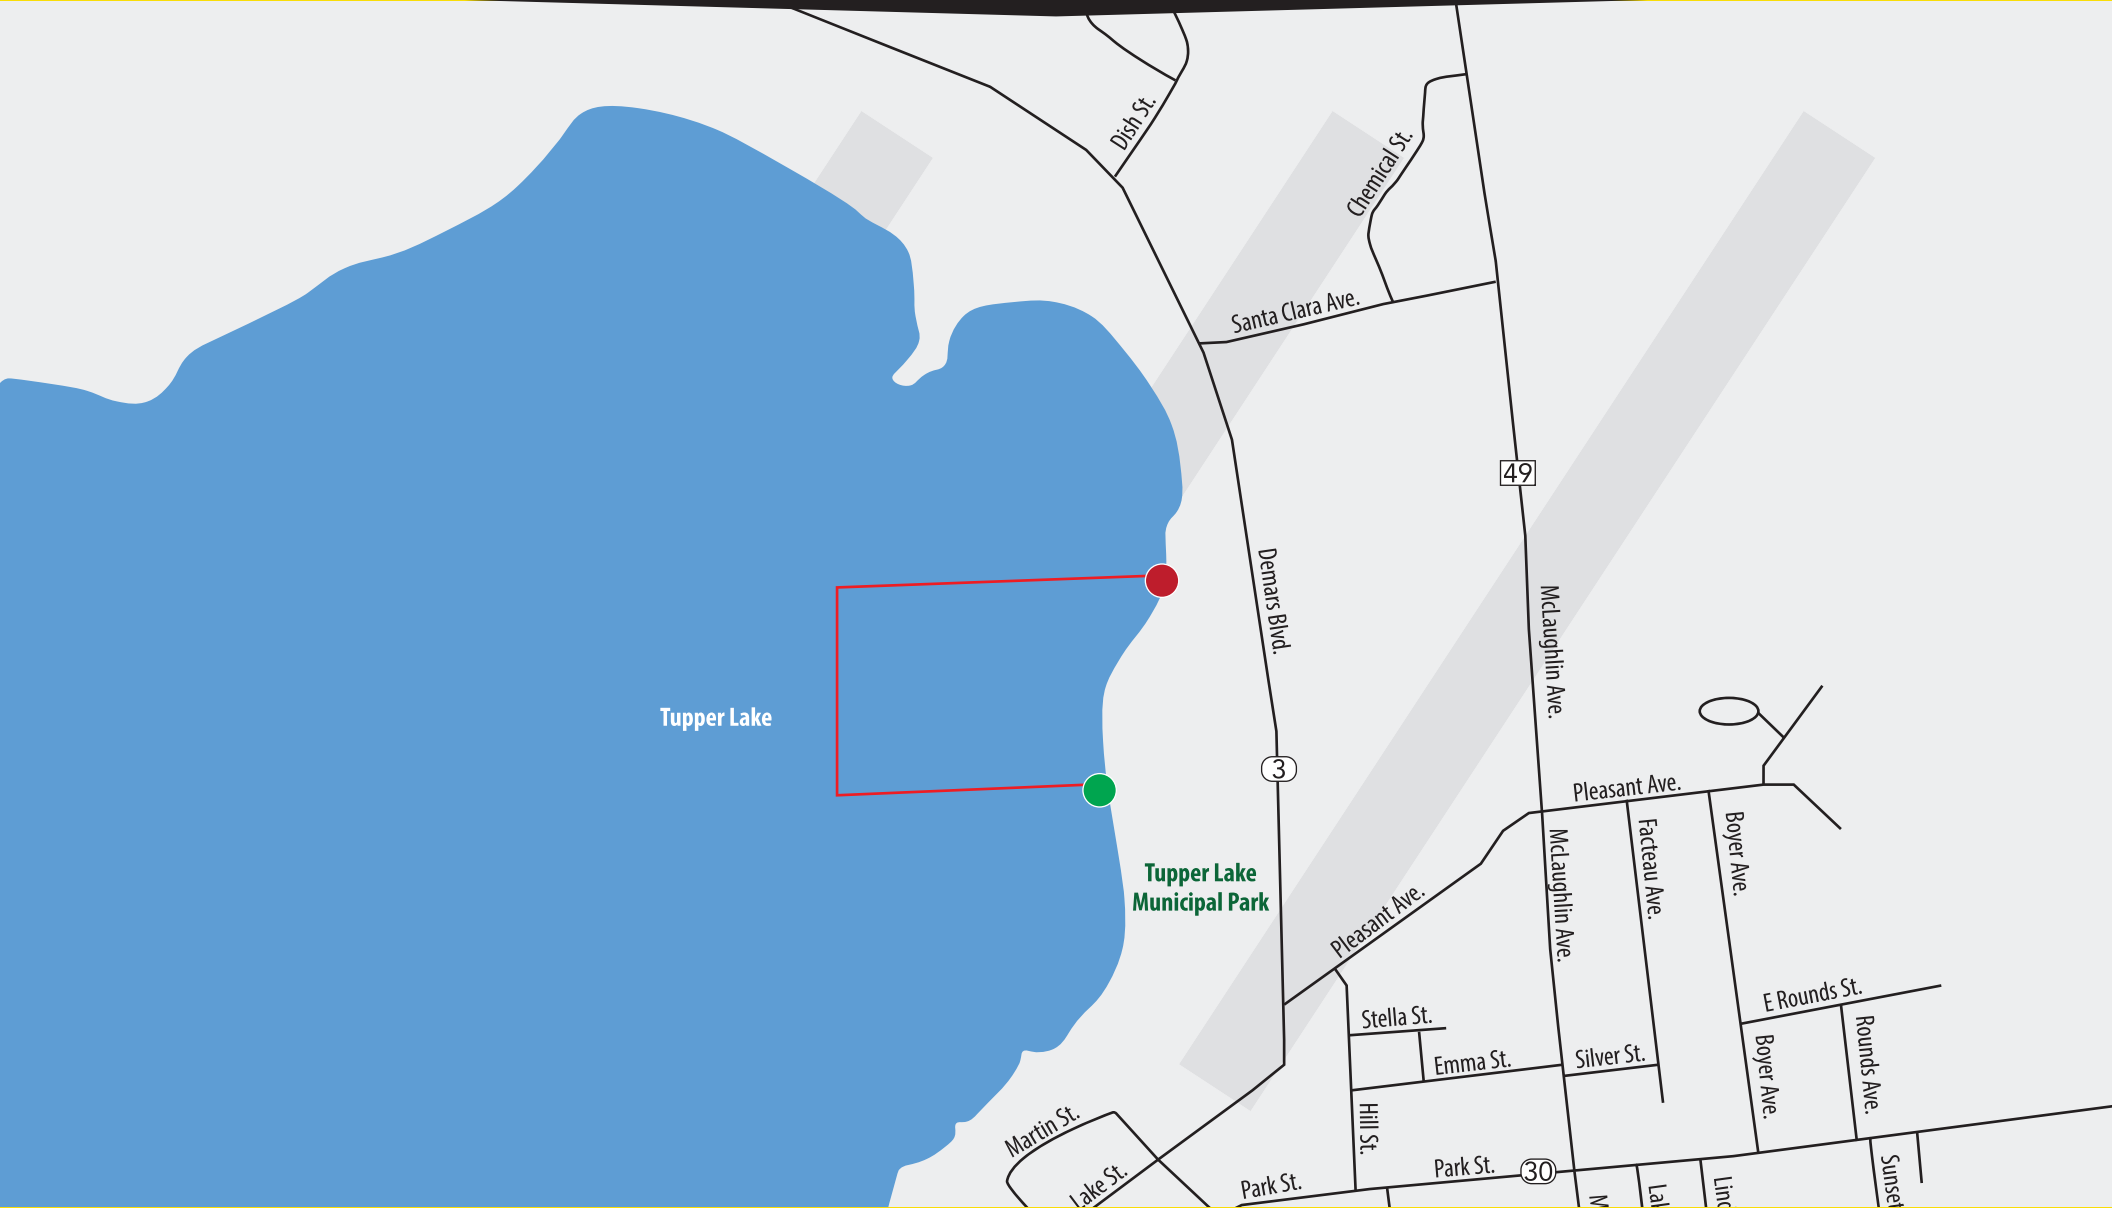 Dish St.
Chemical St.
Santa Clara Ave.
49
Demars Blvd.
McLaughlin Ave.
Tupper Lake
3
Pleasant Ave.
Tupper Lake
Municipal Park
McLaughlin Ave.
Facteau Ave.
Boyer Ave.
Pleasant Ave.
E Rounds St.
Stella St.
Emma St.
Silver St.
Boyer Ave.
Rounds Ave.
Martin St.
Hill St.
Lake St.
Park St.
Park St.
30
Sunset